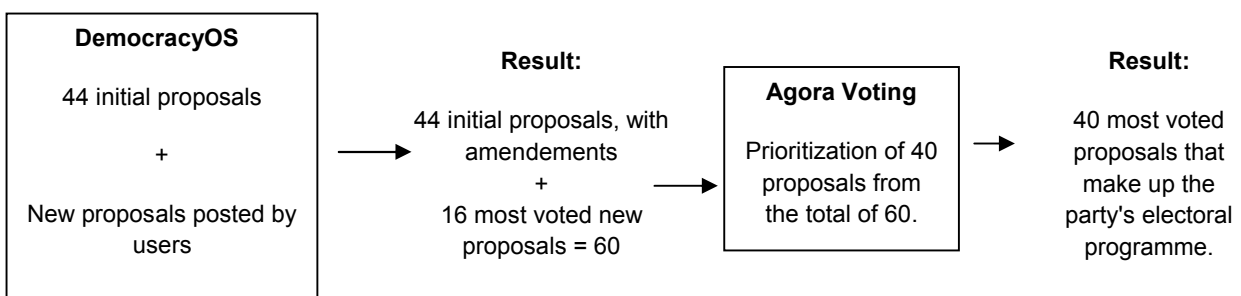 DemocracyOS
44 initial proposals
+
New proposals posted by
users
Result:
44 initial proposals, with
amendements
+
16 most voted new
proposals = 60
Agora Voting
Prioritization of 40
proposals from
the total of 60.
Result:
40 most voted
proposals that
make up the
party's electoral
programme.